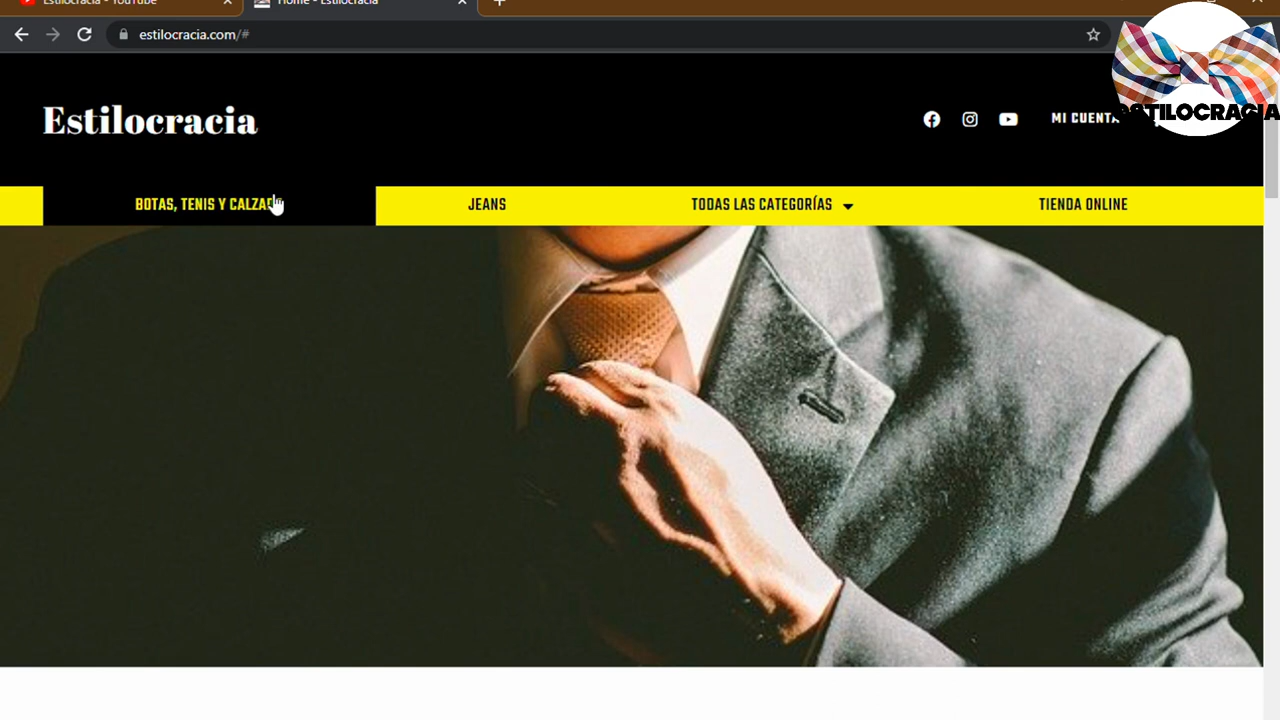 Estilocracia - YouTube
Home - Estilocracia
estilocracia.com/#
Estilocracia
MI CUENTA
ESTILOCRACIA
BOTAS, TENIS Y CALZADO
JEANS
TODAS LAS CATEGORÍAS
TIENDA ONLINE